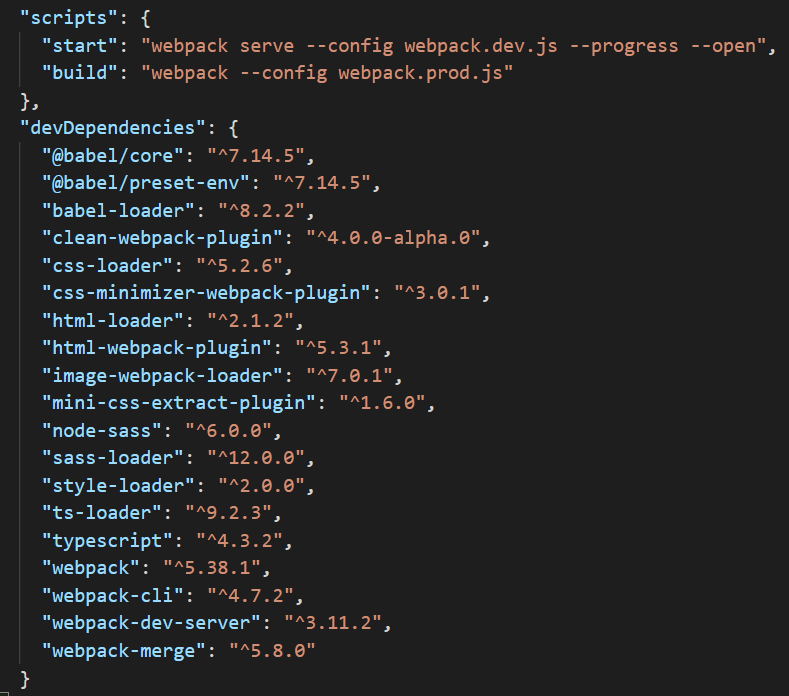 "scripts": {
"start": "webpack serve --config webpack.dev.js --progress --open",
"build": "webpack --config webpack.prod.js"
},
"devDependencies": {
"@babel/core": "^7.14.5",
"@babel/preset-env": "^7.14.5",
"babel-loader": "^8.2.2",
"clean-webpack-plugin": "^4.0.0-alpha.0",
"css-loader": "^5.2.6",
"css-minimizer-webpack-plugin": "^3.0.1",
"html-loader": "^2.1.2",
"html-webpack-plugin": "^5.3.1",
"image-webpack-loader": "^7.0.1",
"mini-css-extract-plugin": "^1.6.0",
"node-sass": "^6.0.0",
"sass-loader": "^12.0.0",
"style-loader": "^2.0.0",
"ts-loader": "^9.2.3",
"typescript": "^4.3.2",
"webpack": "^5.38.1",
"webpack-cli": "^4.7.2",
"webpack-dev-server": "^3.11.2",
"webpack-merge": "^5.8.0"
}